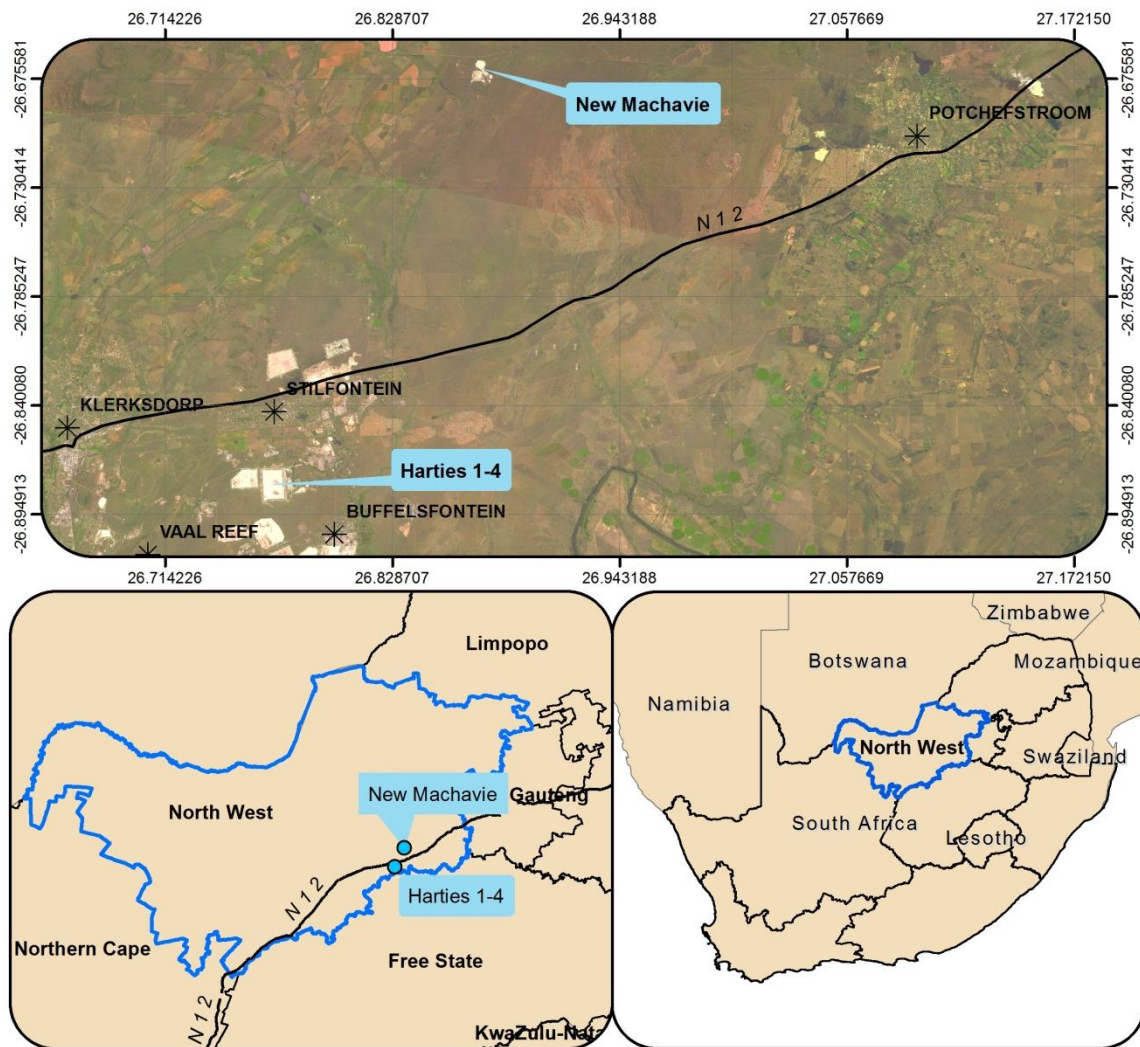 26.714226 26.828707 26.943188 27.057669 27.172150
-26.675581
-26.730414
-26.785247
-26.840080
-26.894913
New Machavie
POTCHEFSTROOM
N12
STILFONTEIN
KLERKSDORP
Harties 1-4
BUFFELSFONTEIN
VAAL REEF
-26.675581
-26.730414
-26.785247
-26.840080
-26.894913
26.714226 26.828707 26.943188 27.057669 27.172150
Limpopo
North West
New Machavie
Gauteng
Harties 1-4
N12
Northern Cape
Free State
N12
KwaZulu-Nata
Zimbabwe
Botswana
Mozambique
Namibia
North West
Swaziland
South Africa
Lesotho